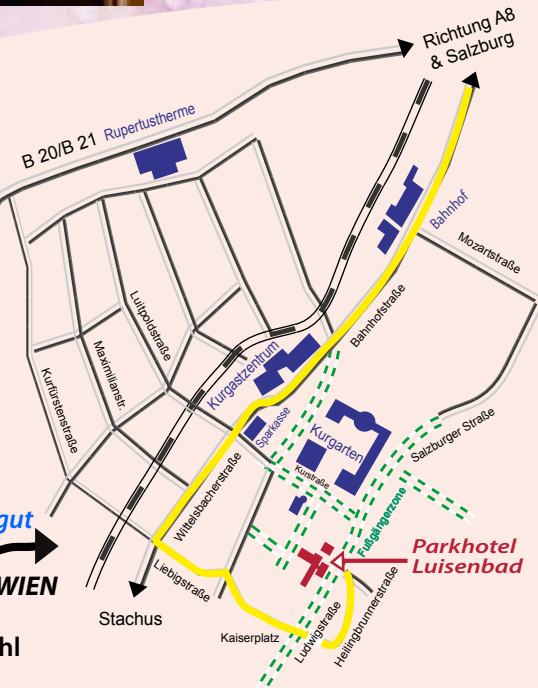 Richtung A8
& Salzburg
B 20/B 21
Rupertustherme
Bahnhof
Mozartstraße
Luitpoldstraße
Bahnhofstraße
Maximilianstr.
Kurgastzentrum
Kurfürstenstraße
Sparkasse
Kurgarten
Salzburger Straße
Kurstraße
Wittelsbacherstraße
Fußgängerzone
gut
Parkhotel
Luisenbad
WIEN
Liebigstraße
Stachus
Ludwigstraße
Heilingbrunnerstraße
Kaiserplatz
hl